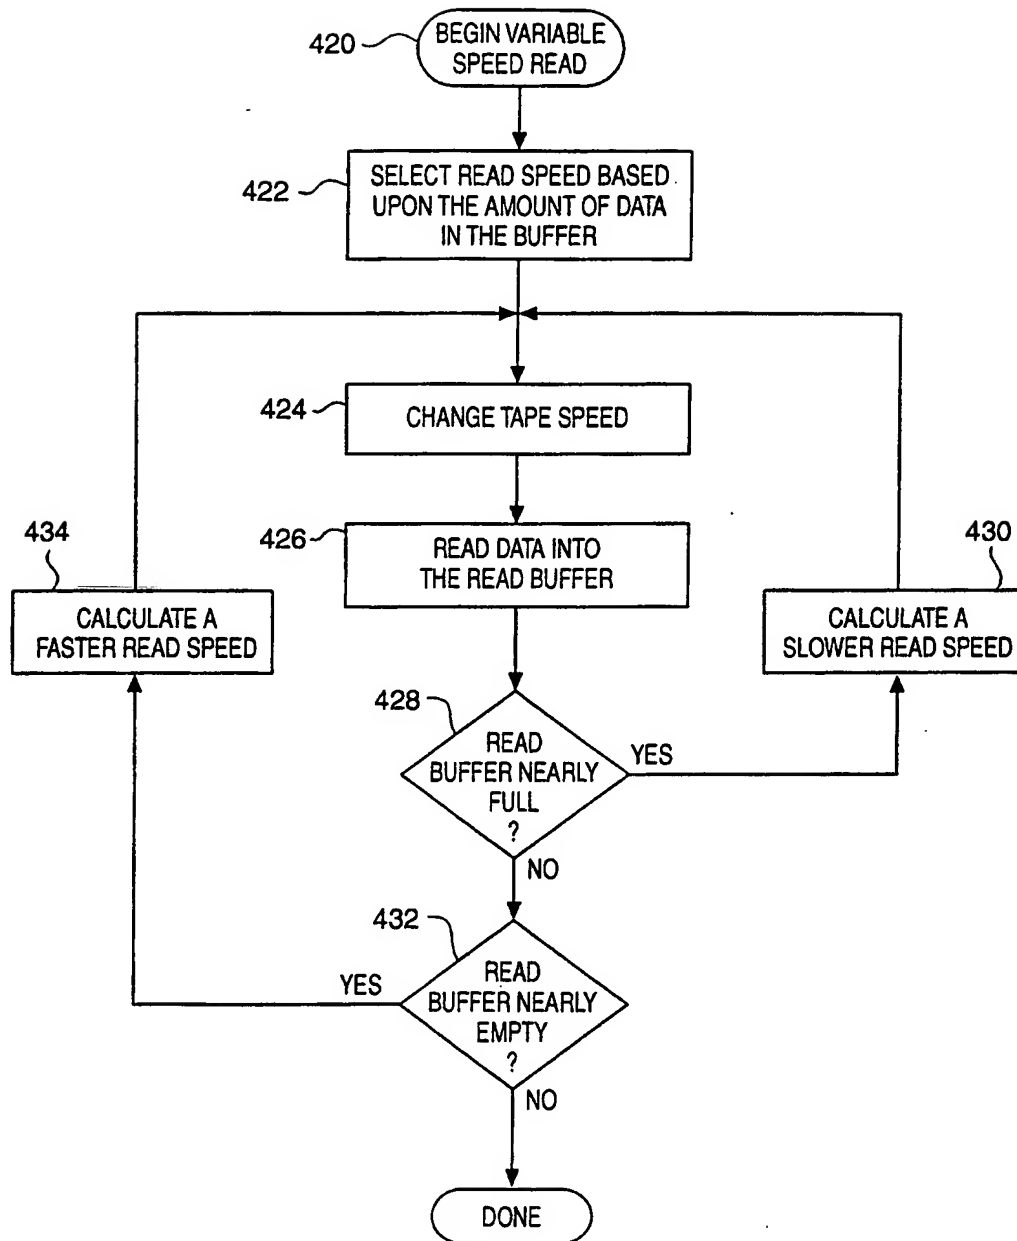 420
BEGIN VARIABLE
SPEED READ
422
SELECT READ SPEED BASED
UPON THE AMOUNT OF DATA
IN THE BUFFER
424
CHANGE TAPE SPEED
426
READ DATA INTO
THE READ BUFFER
434
CALCULATE A
FASTER READ SPEED
430
CALCULATE A
SLOWER READ SPEED
428
READ
BUFFER NEARLY
FULL
?
YES
NO
432
READ
BUFFER NEARLY
EMPTY
?
YES
NO
DONE